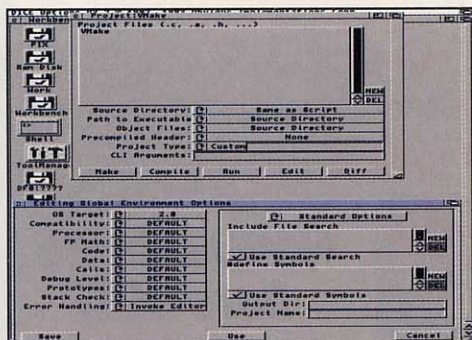 DICE Options
Workben
Project:VMake
Project Files (.c, .a, .h, ...)
VMake
PIX
Ram Disk
Work
Workbench
Shell
ToolManag
DF0:????
NEW
DEL
Source Directory: Same as Script
Path to Executable Source Directory
Object Files: Source Directory
Precompiled Header: None
Project Type: Custom
CLI Arguments:
Make Compile Run Edit Diff
Editing Global Environment Options
OS Target: 2.0
Compatibility: DEFAULT
Processor: DEFAULT
FP Math: DEFAULT
Code: DEFAULT
Data: DEFAULT
Calls: DEFAULT
Debug Level: DEFAULT
Prototypes: DEFAULT
Stack Check: DEFAULT
Error Handling: Invoke Editor
Standard Options
Include File Search
NEW
DEL
Use Standard Search
#define Symbols
NEW
DEL
Use Standard Symbols
Output Dir:
Project Name:
Save Use Cancel